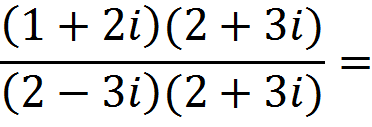 (1 + 2i)(2 + 3i)
(2 − 3i)(2 + 3i) =